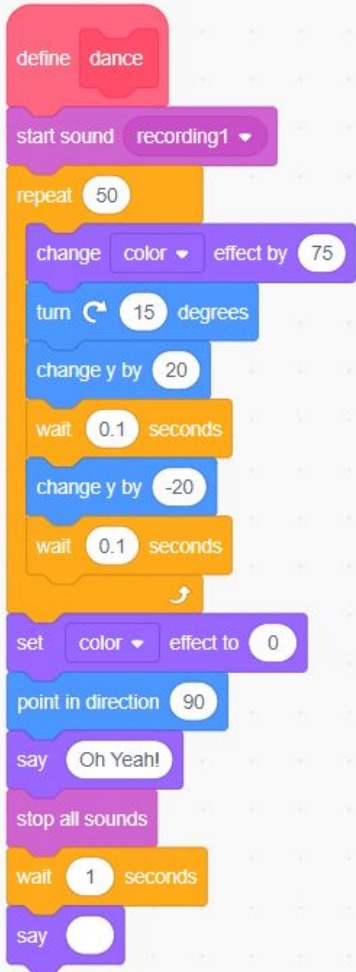 define dance
start sound recording1
repeat 50
change color effect by 75
turn 15 degrees
change y by 20
wait 0.1 seconds
change y by -20
wait 0.1 seconds
set color effect to 0
point in direction 90
say Oh Yeah!
stop all sounds
wait 1 seconds
say